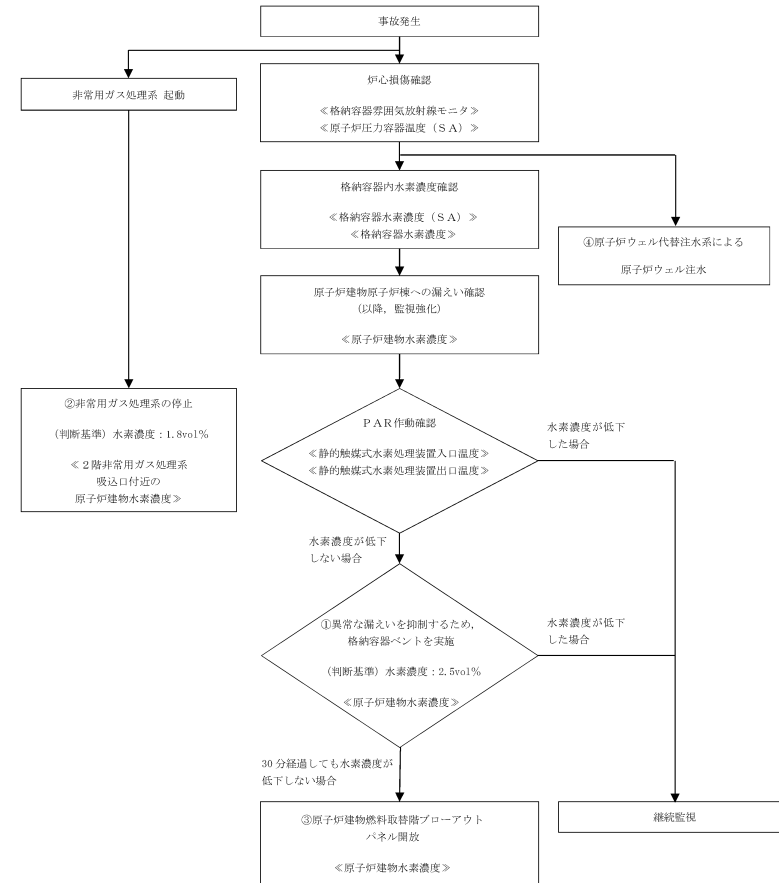 事故発生
非常用ガス処理系 起動
炉心損傷確認
≪格納容器雰囲気放射線モニタ≫
≪原子炉圧力容器温度（ＳＡ）≫
格納容器内水素濃度確認
≪格納容器水素濃度（ＳＡ）≫
≪格納容器水素濃度≫
④原子炉ウェル代替注水系による
原子炉ウェル注水
原子炉建物原子炉棟への漏えい確認
（以降，監視強化）
≪原子炉建物水素濃度≫
②非常用ガス処理系の停止
（判断基準）水素濃度：1.8vol%
≪２階非常用ガス処理系
吸込口付近の
原子炉建物水素濃度≫
ＰＡＲ作動確認
≪静的触媒式水素処理装置入口温度≫
≪静的触媒式水素処理装置出口温度≫
水素濃度が低下
した場合
水素濃度が低下
しない場合
①異常な漏えいを抑制するため，
格納容器ベントを実施
（判断基準）水素濃度：2.5vol%
≪原子炉建物水素濃度≫
水素濃度が低下
した場合
30分経過しても水素濃度が
低下しない場合
③原子炉建物燃料取替階ブローアウト
パネル開放
≪原子炉建物水素濃度≫
継続監視